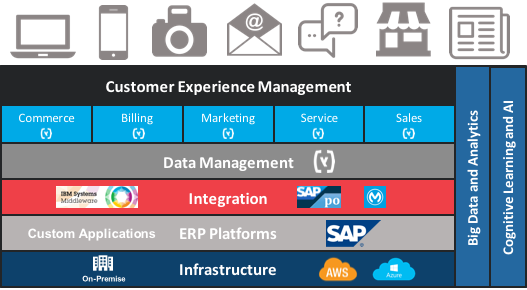 @
?
Customer Experience Management
Commerce
Billing
Marketing
Service
Sales
Data Management
IBM Systems
Middleware
Integration
SAP
po
Custom Applications
ERP Platforms
SAP
On-Premise
Infrastructure
AWS
Azure
Big Data and Analytics
Cognitive Learning and AI